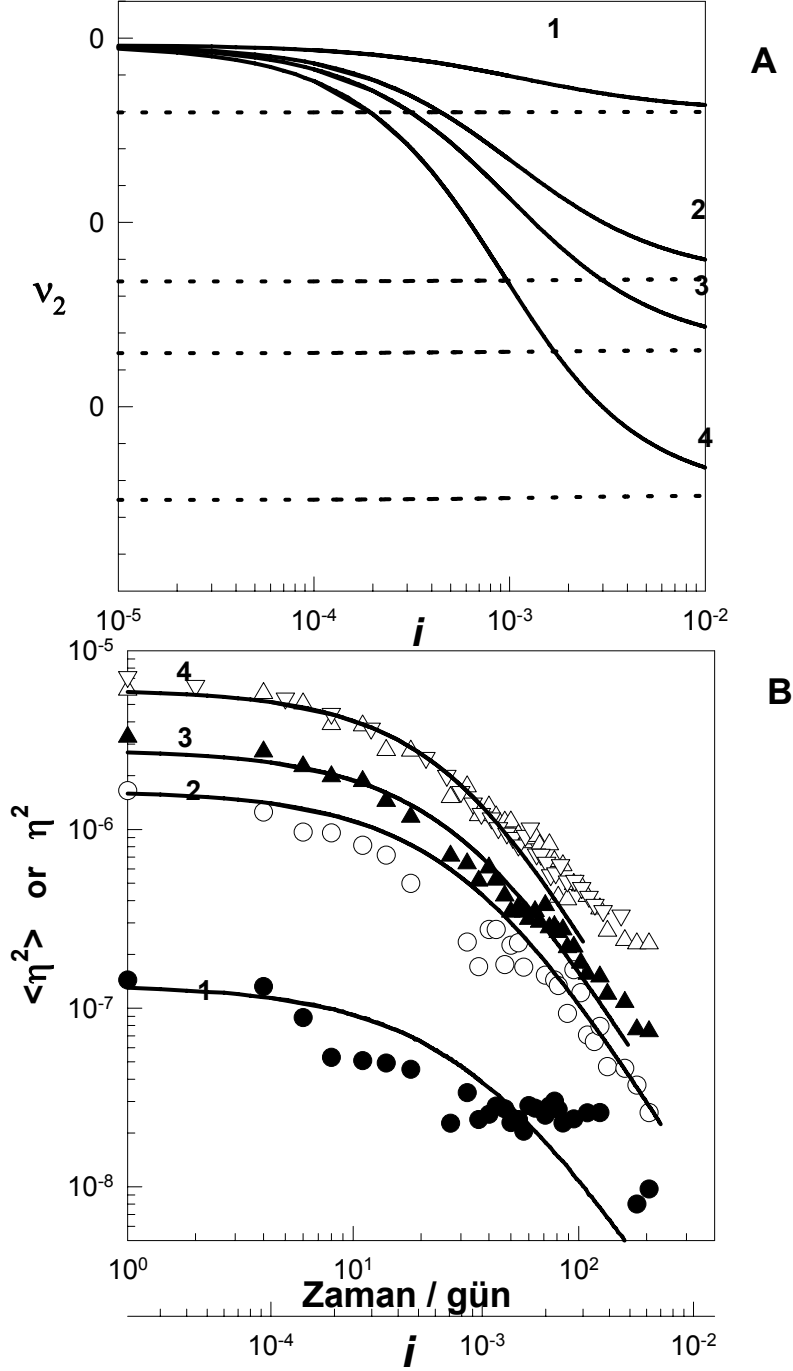 1
A
0
2
0
3
ν₂
0
4
10⁻⁵ 10⁻⁴ 10⁻³ 10⁻²
i
10⁻⁵
4
B
3
2
10⁻⁶
<η²> or η²
1
10⁻⁷
10⁻⁸
10⁰ 10¹ 10²
Zaman / gün
10⁻⁴ 10⁻³ 10⁻²
i